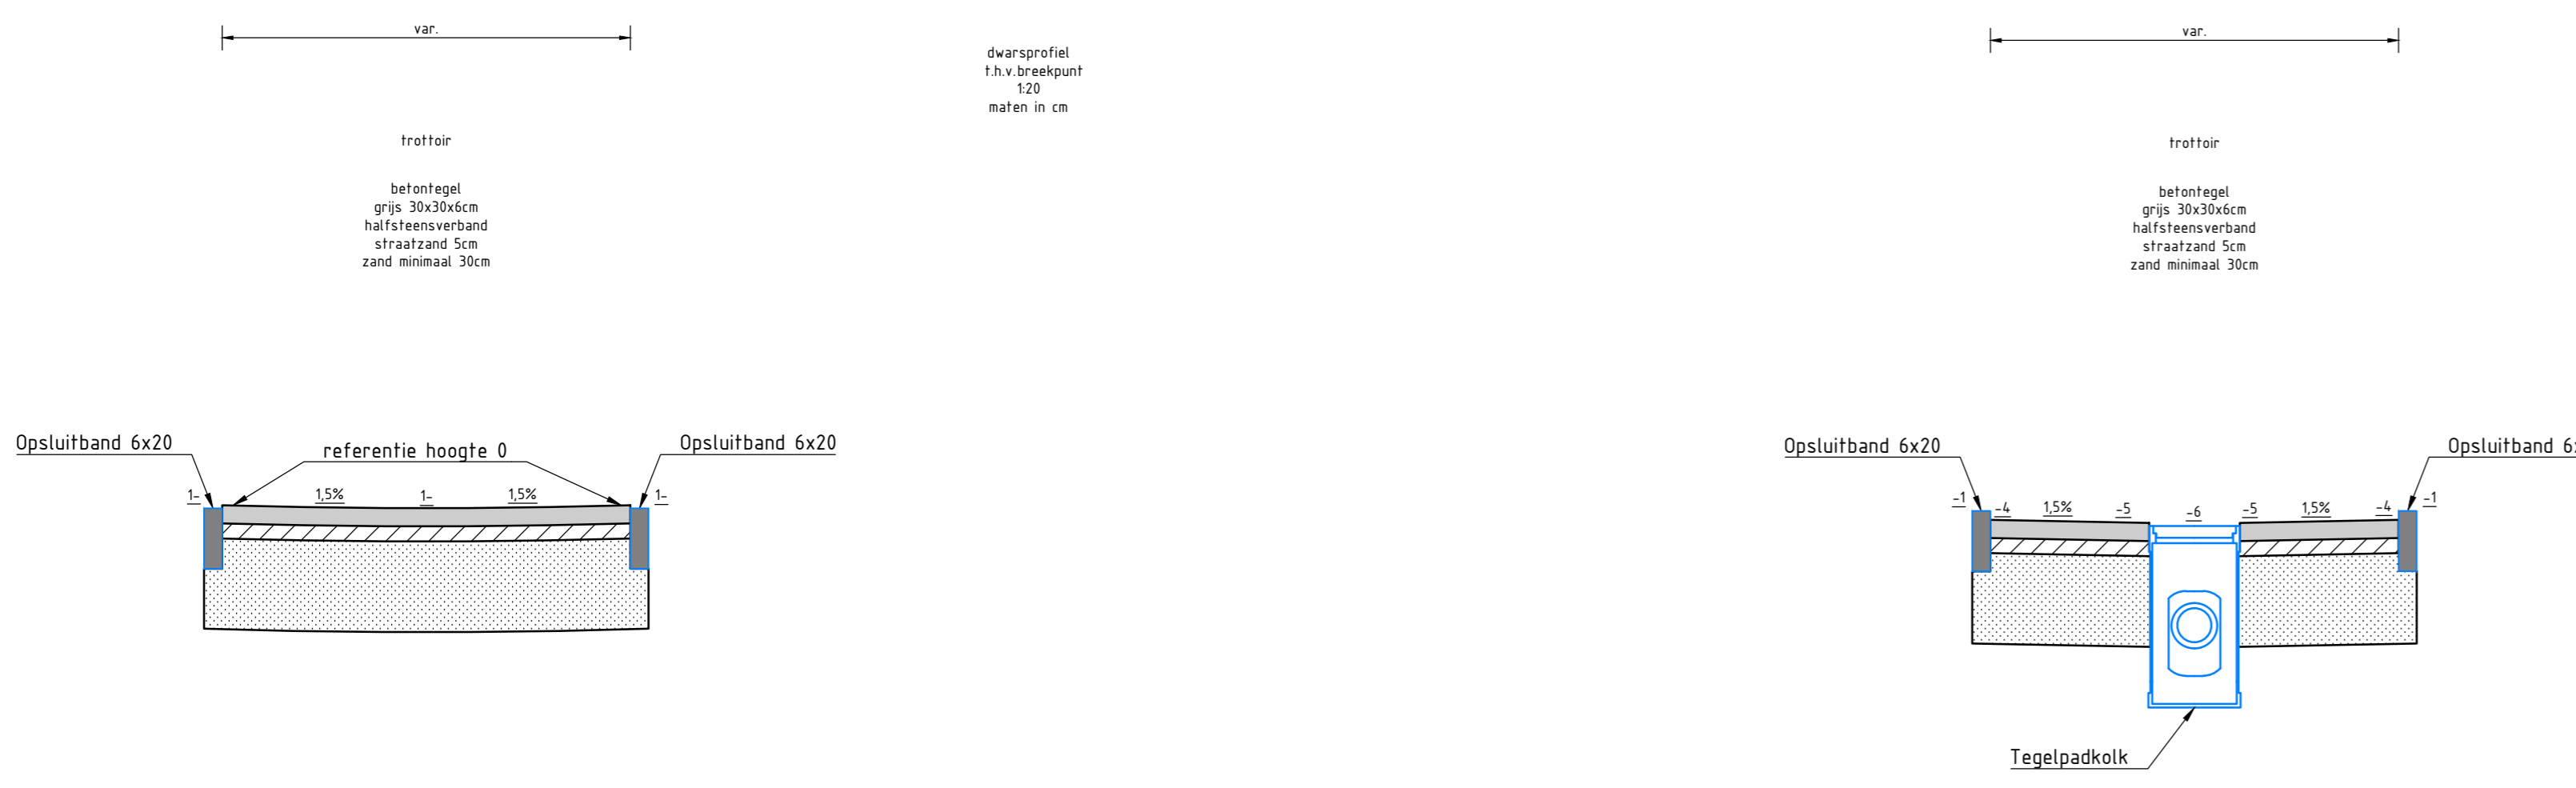 var.
trottoir
betontegel
grijs 30x30x6cm
halfsteensverband
straatzand 5cm
zand minimaal 30cm
Opsluitband 6x20
referentie hoogte 0
Opsluitband 6x20
1-
1,5%
1-
1,5%
1-
dwarsprofiel
t.h.v.breekpunt
1:20
maten in cm
var.
trottoir
betontegel
grijs 30x30x6cm
halfsteensverband
straatzand 5cm
zand minimaal 30cm
Opsluitband 6x20
Opsluitband 6
-1
-4
1,5%
-5
-6
-5
1,5%
-4
-1
Tegelpadkolk